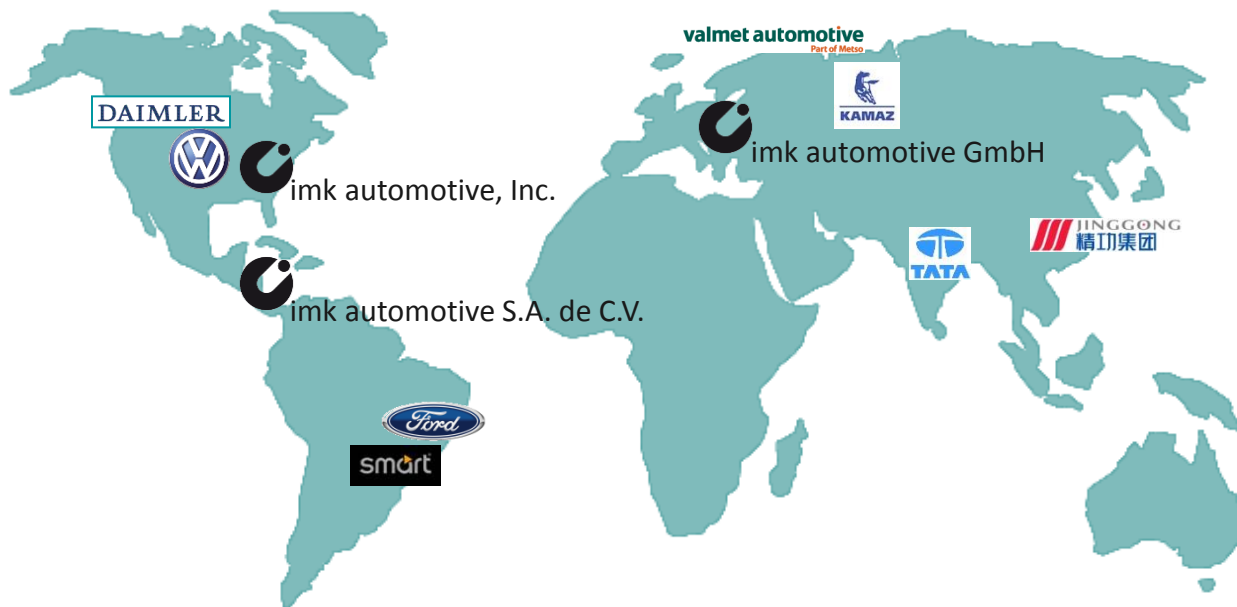 valmet automotive
Part of Metso
DAIMLER
KAMAZ
imk automotive GmbH
imk automotive, Inc.
JINGGONG
精功集团
TATA
imk automotive S.A. de C.V.
Ford
smart